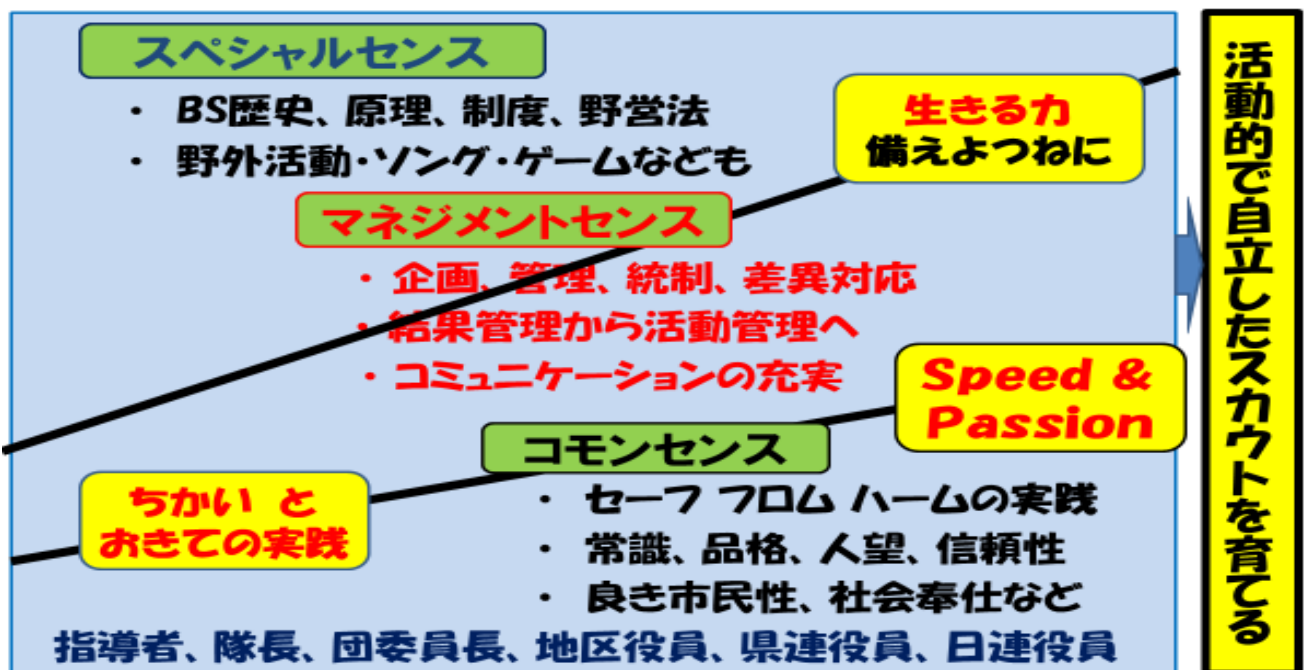 スペシャルセンス
・ BS歴史、原理、制度、野営法
・ 野外活動・ソング・ゲームなども
生きる力
備えよつねに
マネジメントセンス
・ 企画、管理、統制、差異対応
・ 結果管理から活動管理へ
・ コミュニケーションの充実
Speed &
Passion
コモンセンス
ちかい と
おきての実践
・ セーフ フロム ハームの実践
・ 常識、品格、人望、信頼性
・ 良き市民性、社会奉仕など
指導者、隊長、団委員長、地区役員、県連役員、日連役員
活動的で自立したスカウトを育てる